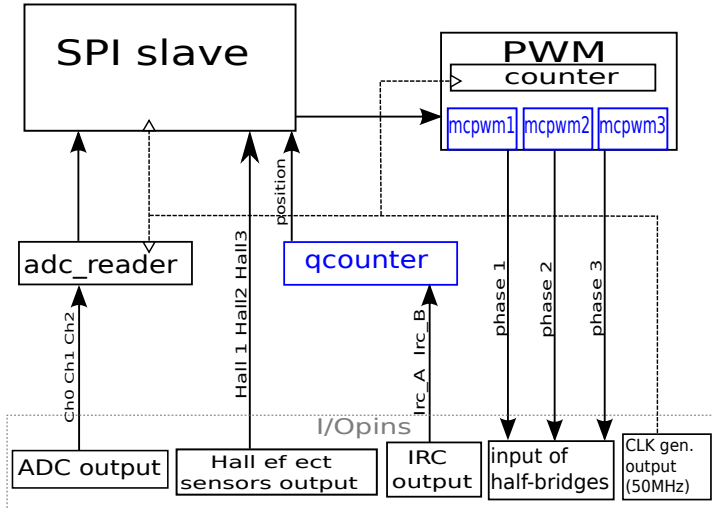 SPI slave
PWM
counter
mcpwm1
mcpwm2
mcpwm3
position
adc_reader
qcounter
Ch0 Ch1 Ch2
Hall 1 Hall2 Hall3
Irc_A Irc_B
phase 1
phase 2
phase 3
I/Opins
ADC output
Hall ef ect
sensors output
IRC
output
input of
half-bridges
CLK gen.
output
(50MHz)